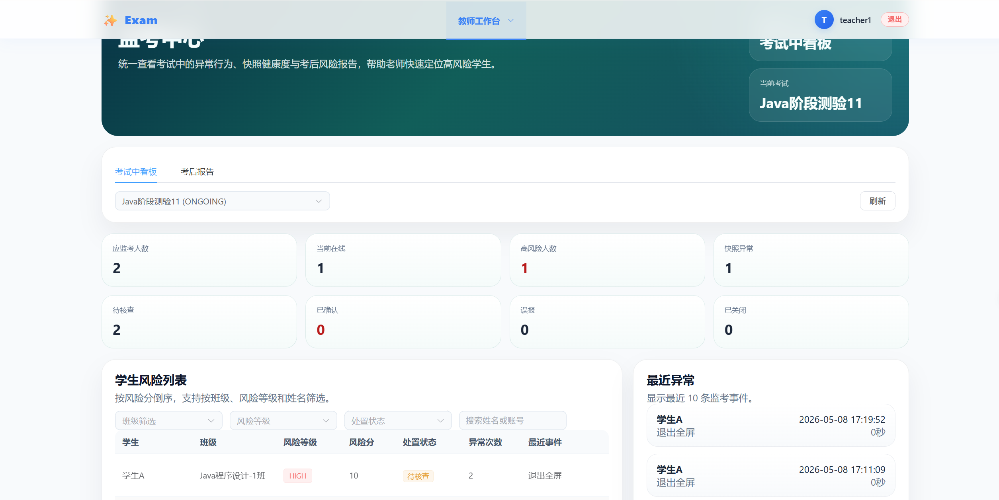 Exam
教师工作台
T
teacher1
退出
监考中心
统一查看考试中的异常行为、快照健康度与考后风险报告，帮助老师快速定位高风险学生。
考试中看板
当前考试
Java阶段测验11
考试中看板
考后报告
Java阶段测验11 (ONGOING)
刷新
应监考人数
2
当前在线
1
高风险人数
1
快照异常
1
待核查
2
已确认
0
误报
0
已关闭
0
学生风险列表
按风险分倒序，支持按班级、风险等级和姓名筛选。
班级筛选
风险等级
处置状态
搜索姓名或账号
学生 班级 风险等级 风险分 处置状态 异常次数 最近事件
学生A Java程序设计-1班 HIGH 10 待核查 2 退出全屏
最近异常
显示最近 10 条监考事件。
学生A 2026-05-08 17:19:52
退出全屏 0秒
学生A 2026-05-08 17:11:09
退出全屏 0秒